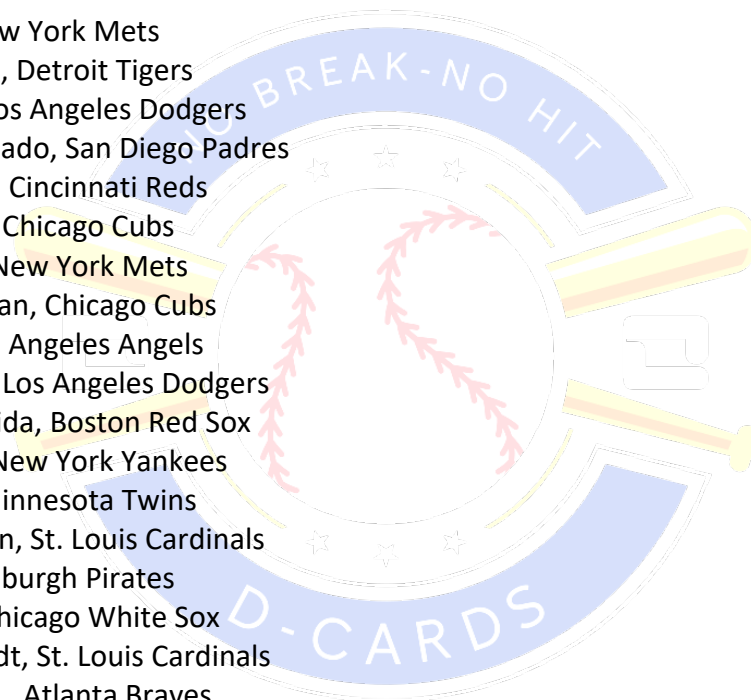 w York Mets
, Detroit Tigers
os Angeles Dodgers
ado, San Diego Padres
Cincinnati Reds
Chicago Cubs
New York Mets
an, Chicago Cubs
Angeles Angels
Los Angeles Dodgers
ida, Boston Red Sox
New York Yankees
innesota Twins
n, St. Louis Cardinals
burgh Pirates
hicago White Sox
dt, St. Louis Cardinals
Atlanta Braves
NO BREAK-NO HIT
D-CARDS